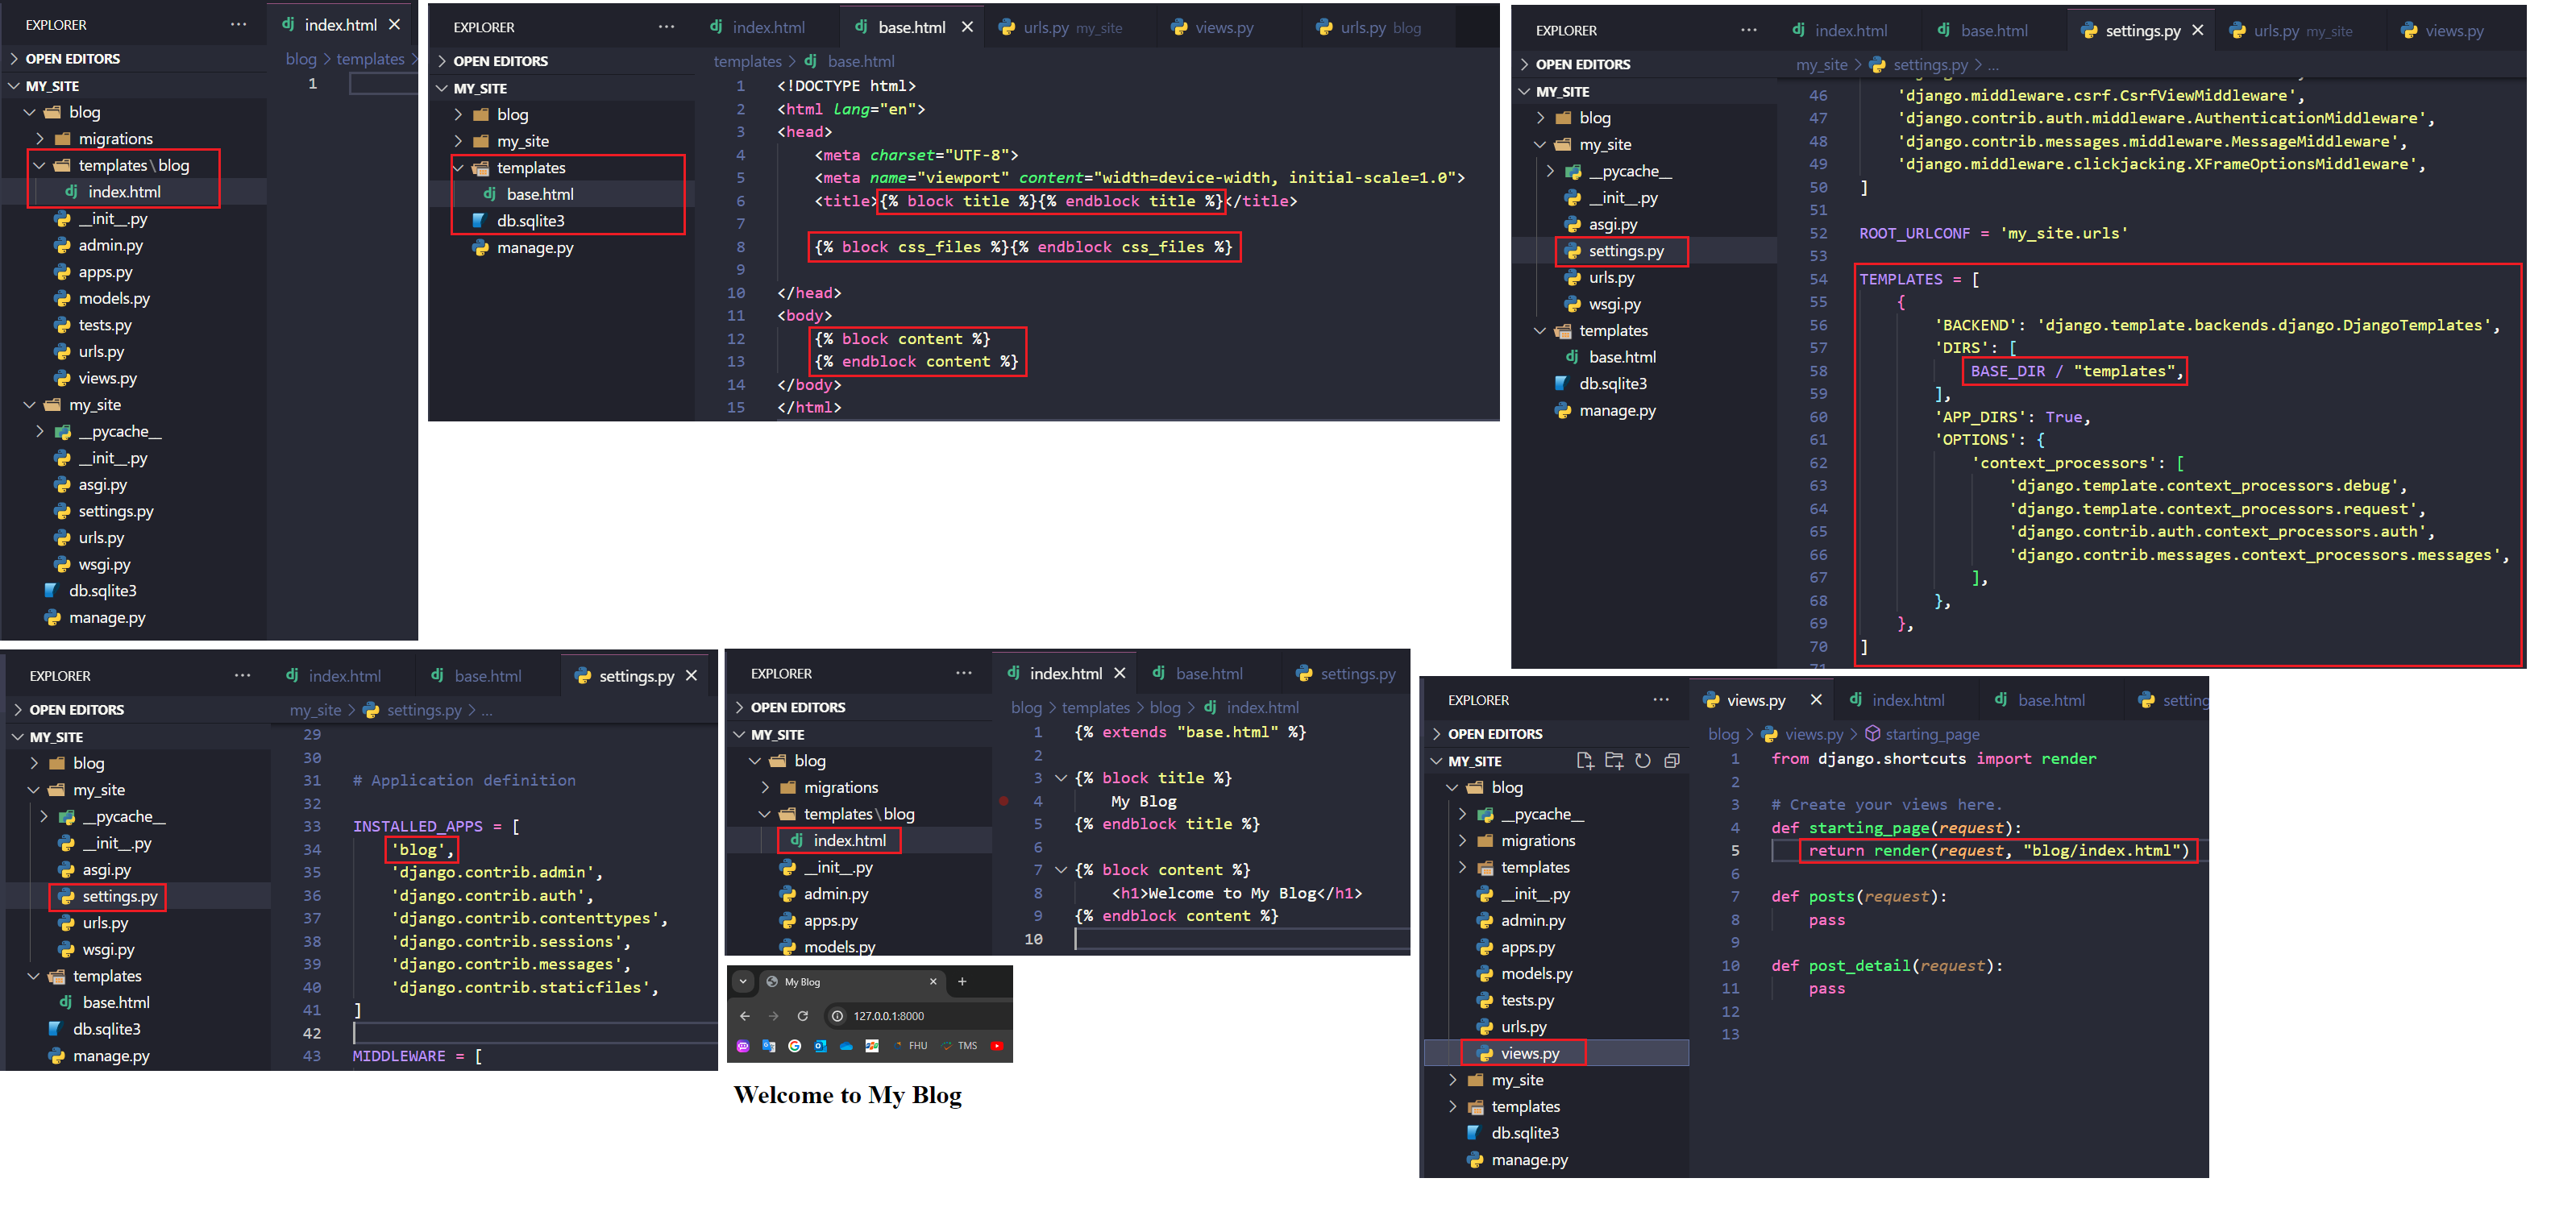 EXPLORER
index.html
OPEN EDITORS
blog > templates >
MY_SITE
1
blog
migrations
templates\blog
index.html
__init__.py
admin.py
apps.py
models.py
tests.py
urls.py
views.py
my_site
__pycache__
__init__.py
asgi.py
settings.py
urls.py
wsgi.py
db.sqlite3
manage.py
EXPLORER
index.html base.html urls.py my_site views.py urls.py blog
OPEN EDITORS
templates > base.html
MY_SITE
blog
my_site
templates
base.html
db.sqlite3
manage.py
1 <!DOCTYPE html>
2 <html lang="en">
3 <head>
4 <meta charset="UTF-8">
5 <meta name="viewport" content="width=device-width, initial-scale=1.0">
6 <title>{% block title %}{% endblock title %}</title>
7
8 {% block css_files %}{% endblock css_files %}
9
10 </head>
11 <body>
12 {% block content %}
13 {% endblock content %}
14 </body>
15 </html>
EXPLORER
index.html base.html settings.py urls.py my_site views.py
OPEN EDITORS
my_site > settings.py > ...
MY_SITE
blog
my_site
__pycache__
__init__.py
asgi.py
settings.py
urls.py
wsgi.py
templates
base.html
db.sqlite3
manage.py
46 'django.middleware.csrf.CsrfViewMiddleware',
47 'django.contrib.auth.middleware.AuthenticationMiddleware',
48 'django.contrib.messages.middleware.MessageMiddleware',
49 'django.middleware.clickjacking.XFrameOptionsMiddleware',
50 ]
51
52 ROOT_URLCONF = 'my_site.urls'
53
54 TEMPLATES = [
55 {
56 'BACKEND': 'django.template.backends.django.DjangoTemplates',
57 'DIRS': [
58 BASE_DIR / "templates",
59 ],
60 'APP_DIRS': True,
61 'OPTIONS': {
62 'context_processors': [
63 'django.template.context_processors.debug',
64 'django.template.context_processors.request',
65 'django.contrib.auth.context_processors.auth',
66 'django.contrib.messages.context_processors.messages',
67 ],
68 },
69 },
70 ]
EXPLORER
index.html base.html settings.py
OPEN EDITORS
my_site > settings.py > ...
MY_SITE
blog
my_site
__pycache__
__init__.py
asgi.py
settings.py
urls.py
wsgi.py
templates
base.html
db.sqlite3
manage.py
29
30
31 # Application definition
32
33 INSTALLED_APPS = [
34 'blog',
35 'django.contrib.admin',
36 'django.contrib.auth',
37 'django.contrib.contenttypes',
38 'django.contrib.sessions',
39 'django.contrib.messages',
40 'django.contrib.staticfiles',
41 ]
42
43 MIDDLEWARE = [
EXPLORER
index.html base.html settings.py
OPEN EDITORS
blog > templates > blog > index.html
MY_SITE
blog
migrations
templates\blog
index.html
__init__.py
admin.py
apps.py
models.py
1 {% extends "base.html" %}
2
3 {% block title %}
4 My Blog
5 {% endblock title %}
6
7 {% block content %}
8 <h1>Welcome to My Blog</h1>
9 {% endblock content %}
10
My Blog
127.0.0.1:8000
FHU TMS
Welcome to My Blog
EXPLORER
views.py index.html base.html setting
OPEN EDITORS
blog > views.py > starting_page
MY_SITE
blog
__pycache__
migrations
templates
__init__.py
admin.py
apps.py
models.py
tests.py
urls.py
views.py
my_site
templates
db.sqlite3
manage.py
1 from django.shortcuts import render
2
3 # Create your views here.
4 def starting_page(request):
5 return render(request, "blog/index.html")
6
7 def posts(request):
8 pass
9
10 def post_detail(request):
11 pass
12
13